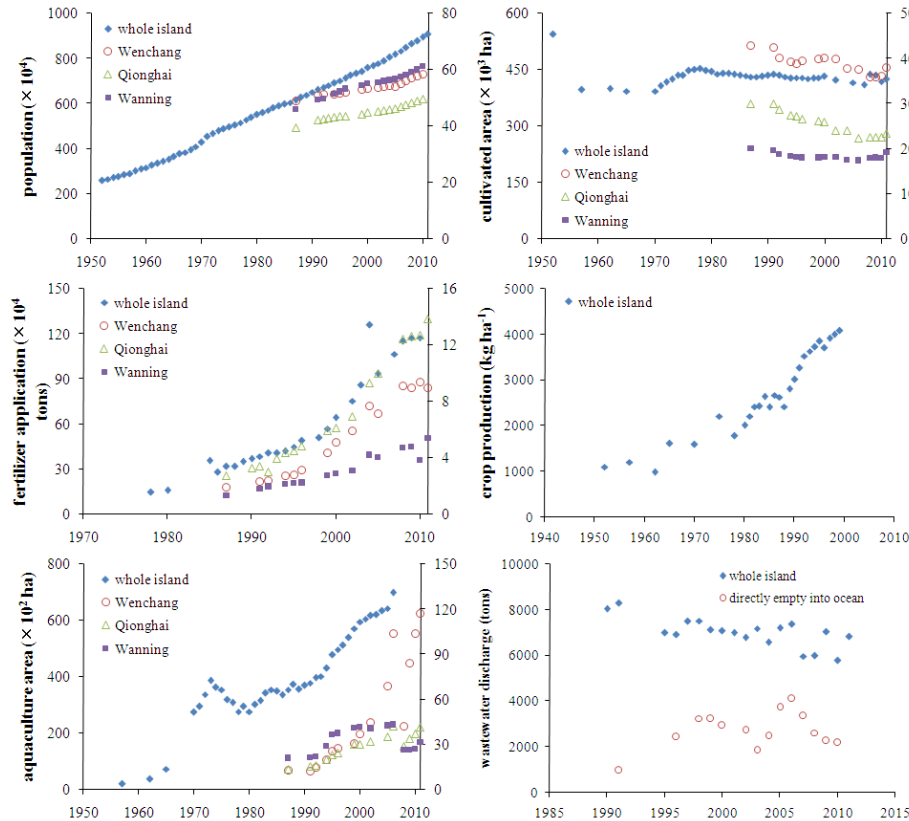 population (×10⁴)
1000
800
600
400
200
0
80
60
40
20
0
whole island
Wenchang
Qionghai
Wanning
1950 1960 1970 1980 1990 2000 2010
cultivated area (×10³ ha)
600
450
300
150
0
50
40
30
20
10
0
whole island
Wenchang
Qionghai
Wanning
1950 1960 1970 1980 1990 2000 2010
fertilizer application (×10⁴
tons)
150
120
90
60
30
0
16
12
8
4
0
whole island
Wenchang
Qionghai
Wanning
1970 1980 1990 2000 2010
crop production (kg ha⁻¹)
5000
4000
3000
2000
1000
0
whole island
1940 1950 1960 1970 1980 1990 2000 2010
aquaculture area (×10² ha)
800
600
400
200
0
150
120
90
60
30
0
whole island
Wenchang
Qionghai
Wanning
1950 1960 1970 1980 1990 2000 2010
wastewater discharge (tons)
10000
8000
6000
4000
2000
0
whole island
directly empty into ocean
1985 1990 1995 2000 2005 2010 2015